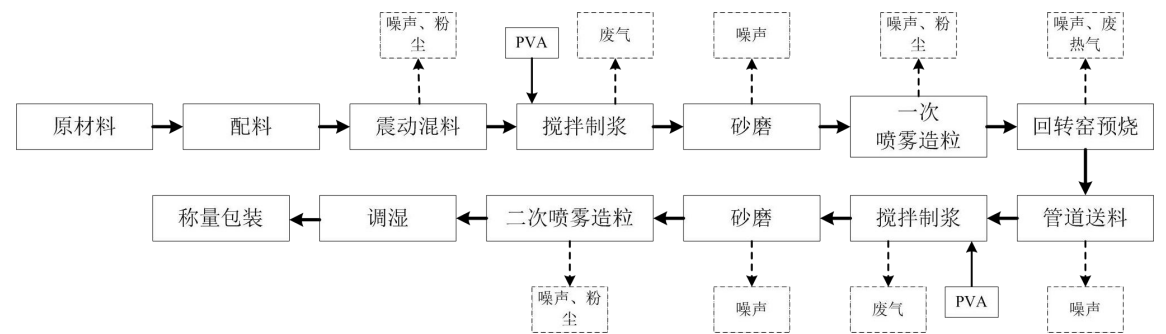 噪声、粉
尘
PVA
废气
噪声
噪声、粉
尘
噪声、废
热气
原材料
配料
震动混料
搅拌制浆
砂磨
一次
喷雾造粒
回转窑预烧
称量包装
调湿
二次喷雾造粒
砂磨
搅拌制浆
管道送料
噪声、粉
尘
噪声
废气
PVA
噪声